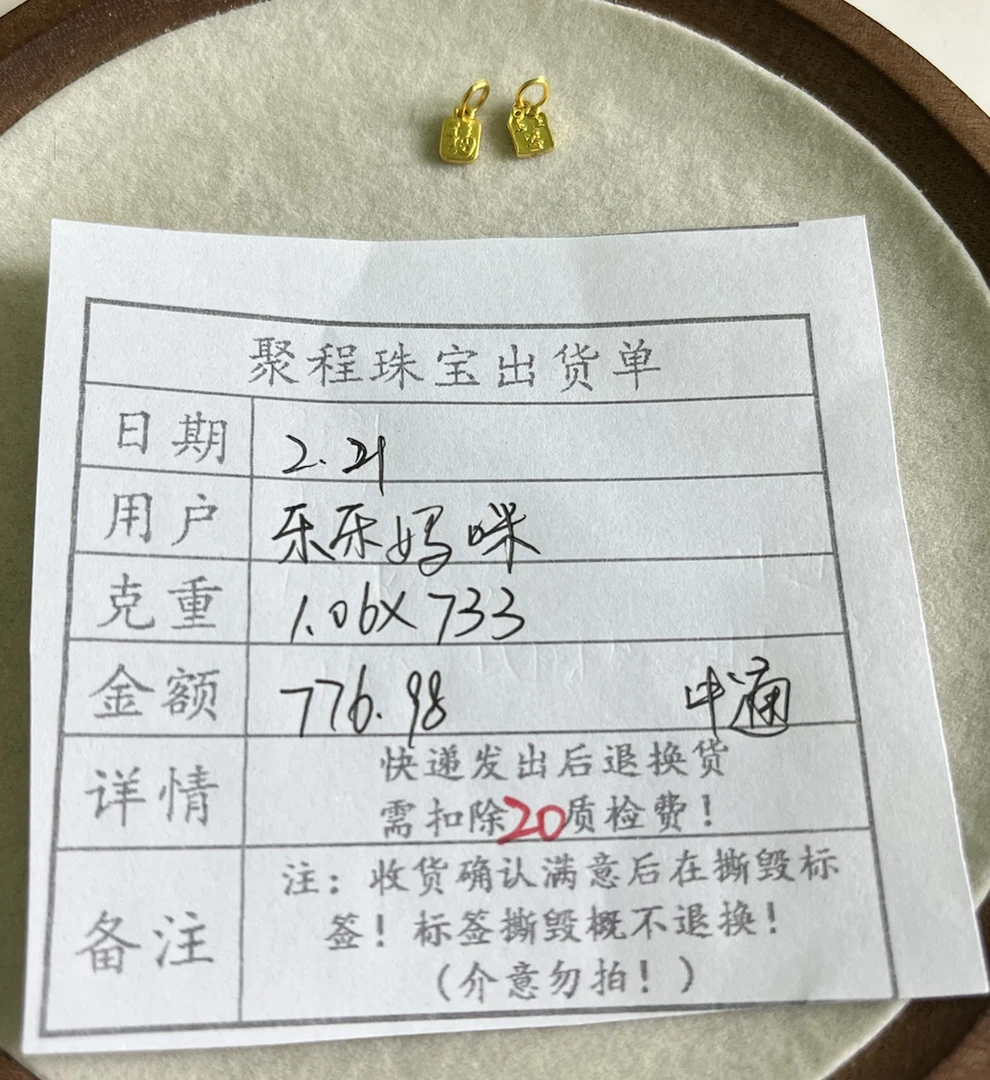 聚程珠宝出货单
日期 2.21
用户 乐乐妈咪
克重 1.06×733
金额 776.98 中通
详情 快递发出后退换货
需扣除20质检费！
备注 注：收货确认满意后在撕毁标
签！标签撕毁概不退换！
（介意勿拍！）